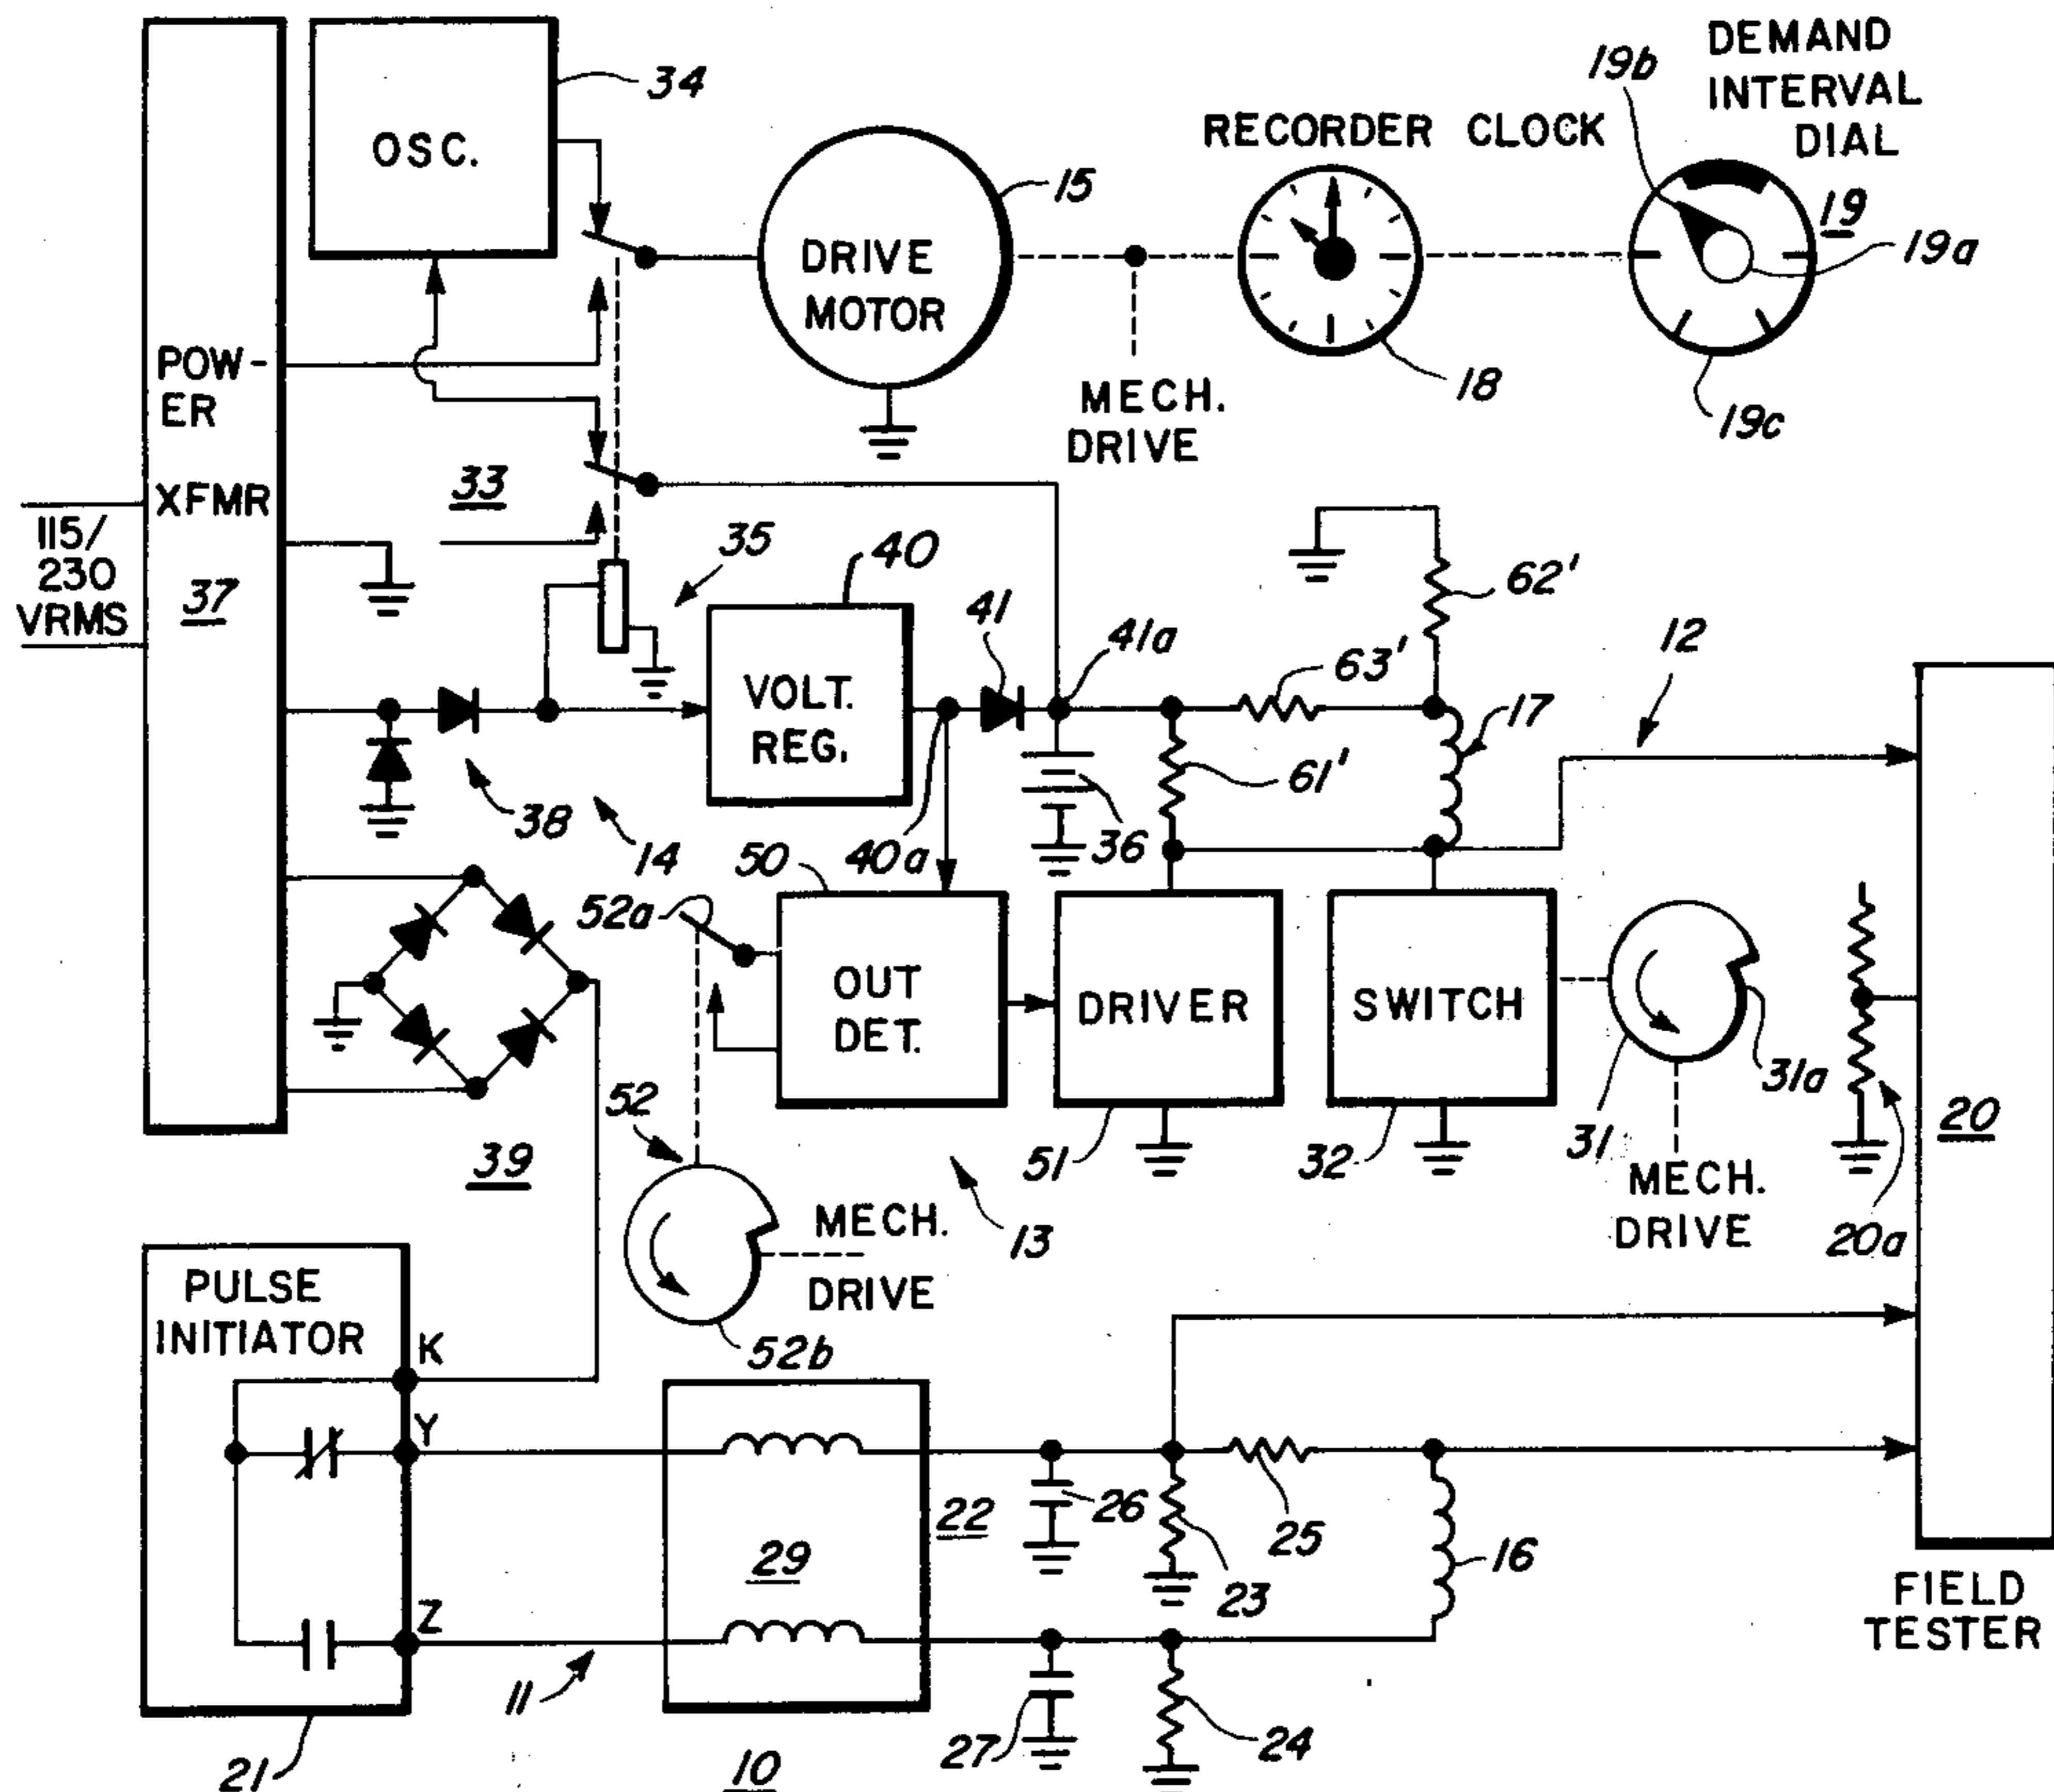 OSC.
34
DRIVE
MOTOR
15
MECH.
DRIVE
RECORDER CLOCK
18
DEMAND
INTERVAL
DIAL
19
19b
19a
19c
POW-
ER
XFMR
37
115/
230
VRMS
33
35
40
VOLT.
REG.
41
41a
40a
36
38
14
63'
62'
61'
17
12
39
50
52a
OUT
DET.
DRIVER
51
SWITCH
32
31
31a
MECH.
DRIVE
20a
20
FIELD
TESTER
52
MECH.
DRIVE
52b
13
PULSE
INITIATOR
K
Y
Z
21
11
29
22
10
26
23
25
16
27
24